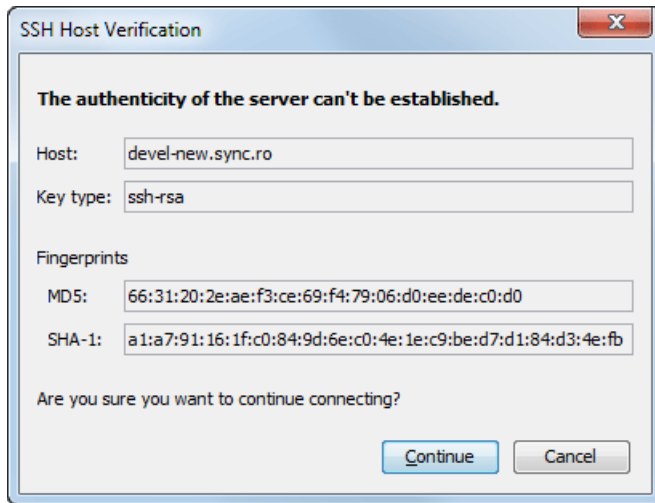 SSH Host Verification
The authenticity of the server can't be established.
Host: devel-new.sync.ro
Key type: ssh-rsa
Fingerprints
MD5: 66:31:20:2e:ae:f3:ce:69:f4:79:06:d0:ee:de:c0:d0
SHA-1: a1:a7:91:16:1f:c0:84:9d:6e:c0:4e:1e:c9:be:d7:d1:84:d3:4e:fb
Are you sure you want to continue connecting?
Continue Cancel